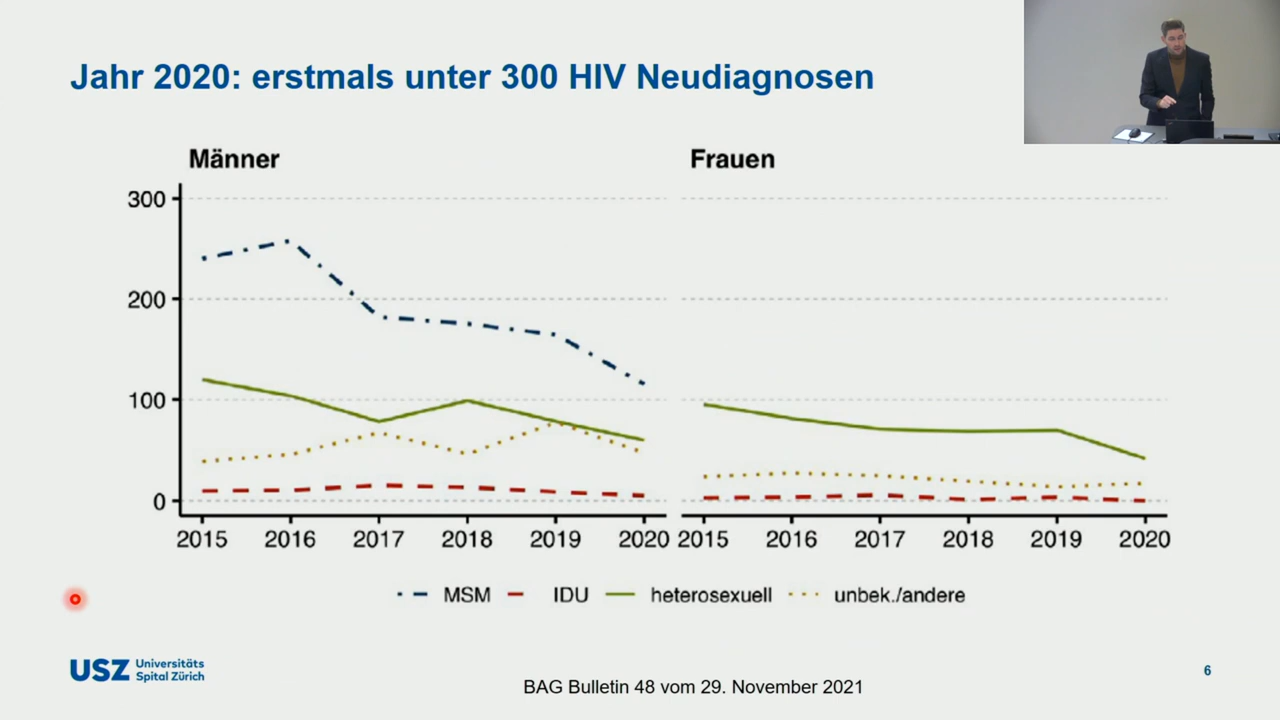 Jahr 2020: erstmals unter 300 HIV Neudiagnosen
Männer
Frauen
300
200
100
0
2015 2016 2017 2018 2019 2020
2015 2016 2017 2018 2019 2020
MSM IDU heterosexuell unbek./andere
USZ Universitäts
Spital Zürich
BAG Bulletin 48 vom 29. November 2021
6